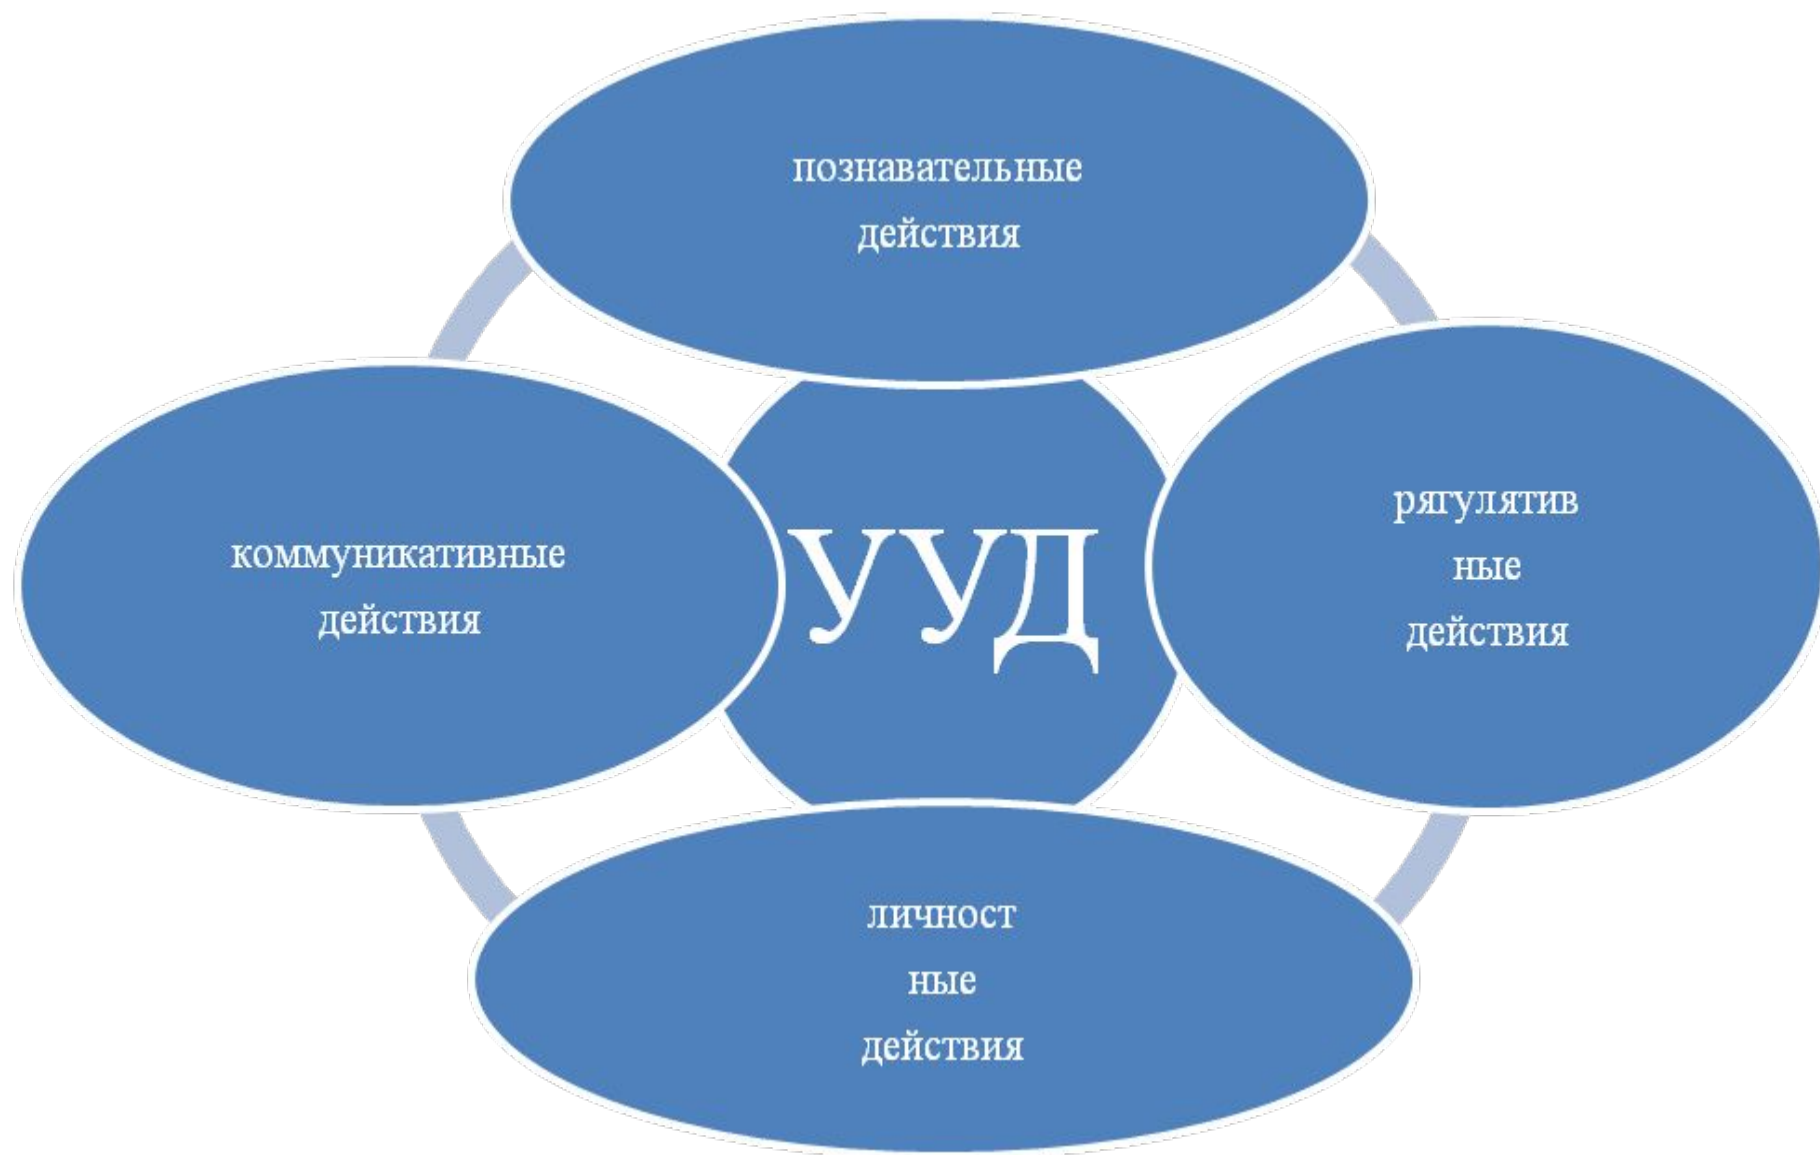 познавательные
действия
рягулятив
ные
действия
коммуникативные
действия
УУД
личност
ные
действия